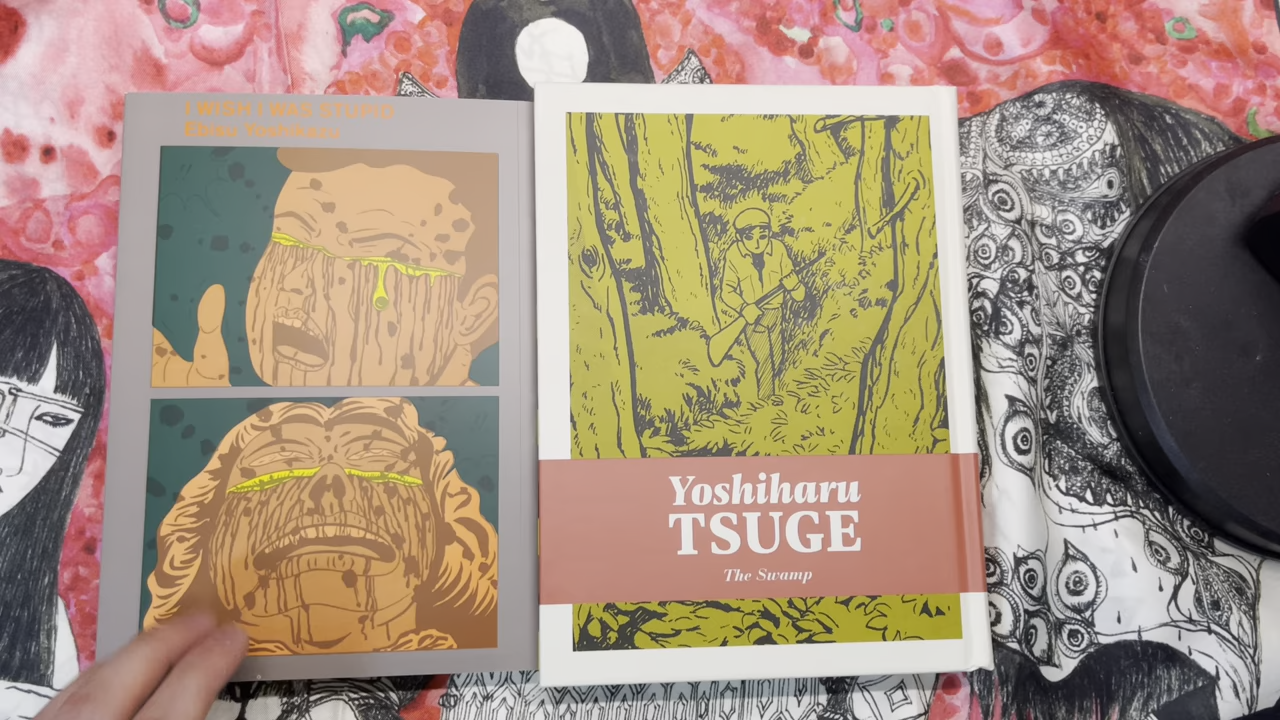 I WISH I WAS STUPID
Ebisu Yoshikazu
Yoshiharu
TSUGE
The Swamp